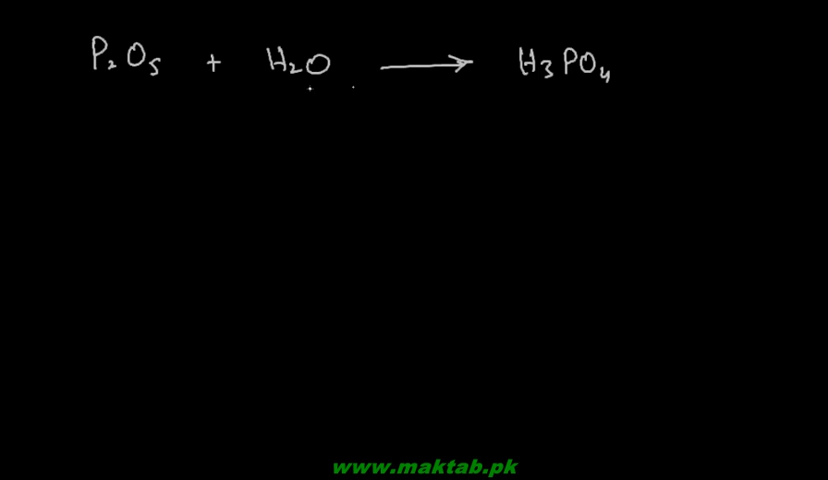 P₂O₅ + H₂O ⟶ H₃PO₄
www.maktab.pk